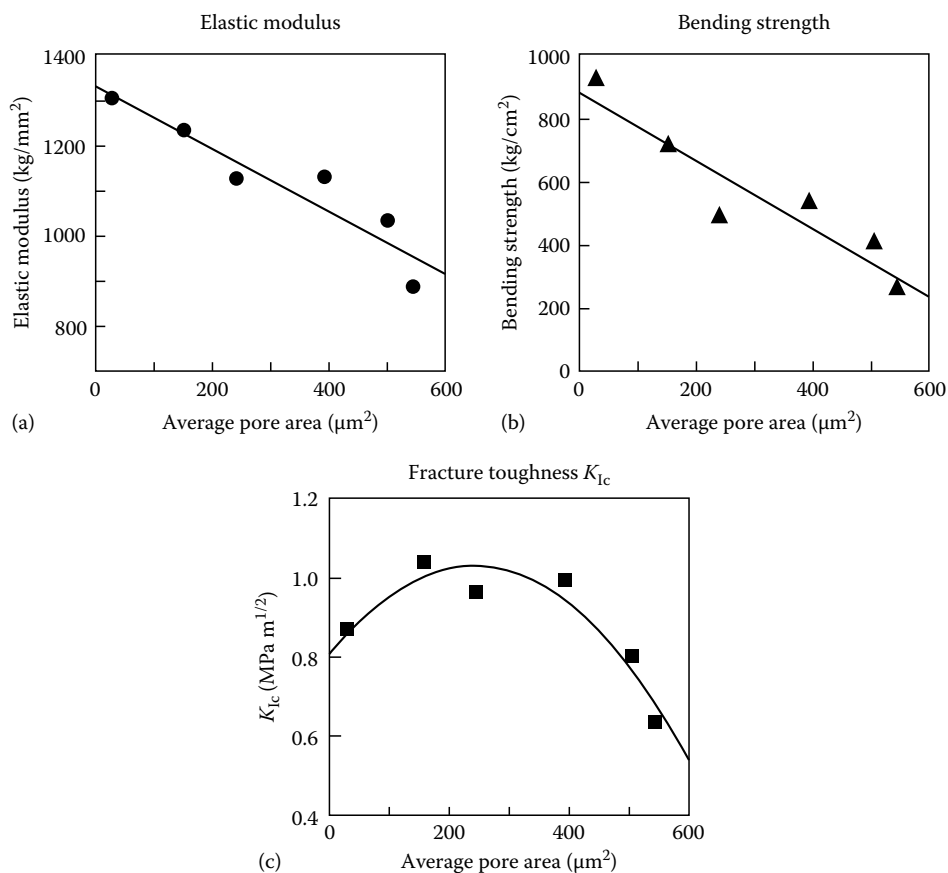 Elastic modulus
1400
1200
1000
800
Elastic modulus (kg/mm²)
0 200 400 600
(a) Average pore area (µm²)
Bending strength
1000
800
600
400
200
0
Bending strength (kg/cm²)
0 200 400 600
(b) Average pore area (µm²)
Fracture toughness K_Ic
1.2
1.0
0.8
0.6
0.4
K_Ic (MPa m^1/2)
0 200 400 600
(c) Average pore area (µm²)